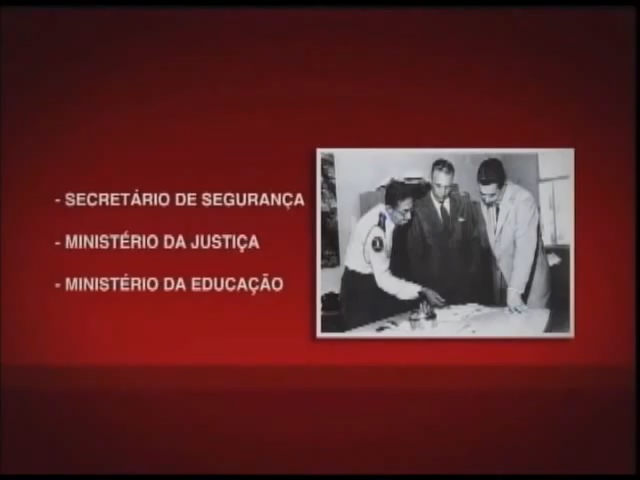 - SECRETÁRIO DE SEGURANÇA
- MINISTÉRIO DA JUSTIÇA
- MINISTÉRIO DA EDUCAÇÃO